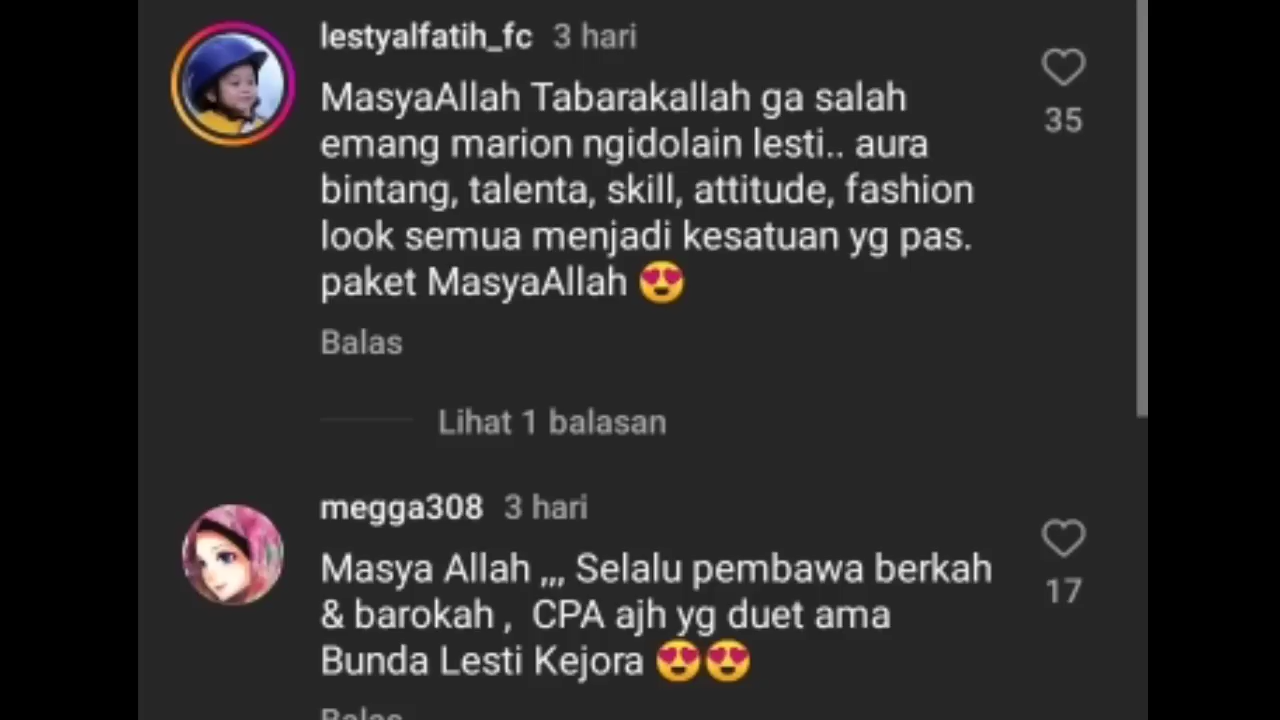 lestyalfatih_fc 3 hari
MasyaAllah Tabarakallah ga salah
emang marion ngidolain lesti.. aura
bintang, talenta, skill, attitude, fashion
look semua menjadi kesatuan yg pas.
paket MasyaAllah 😍
35
Balas
Lihat 1 balasan
megga308 3 hari
Masya Allah ,,, Selalu pembawa berkah
& barokah , CPA ajh yg duet ama
Bunda Lesti Kejora 😍😍
17
Balas